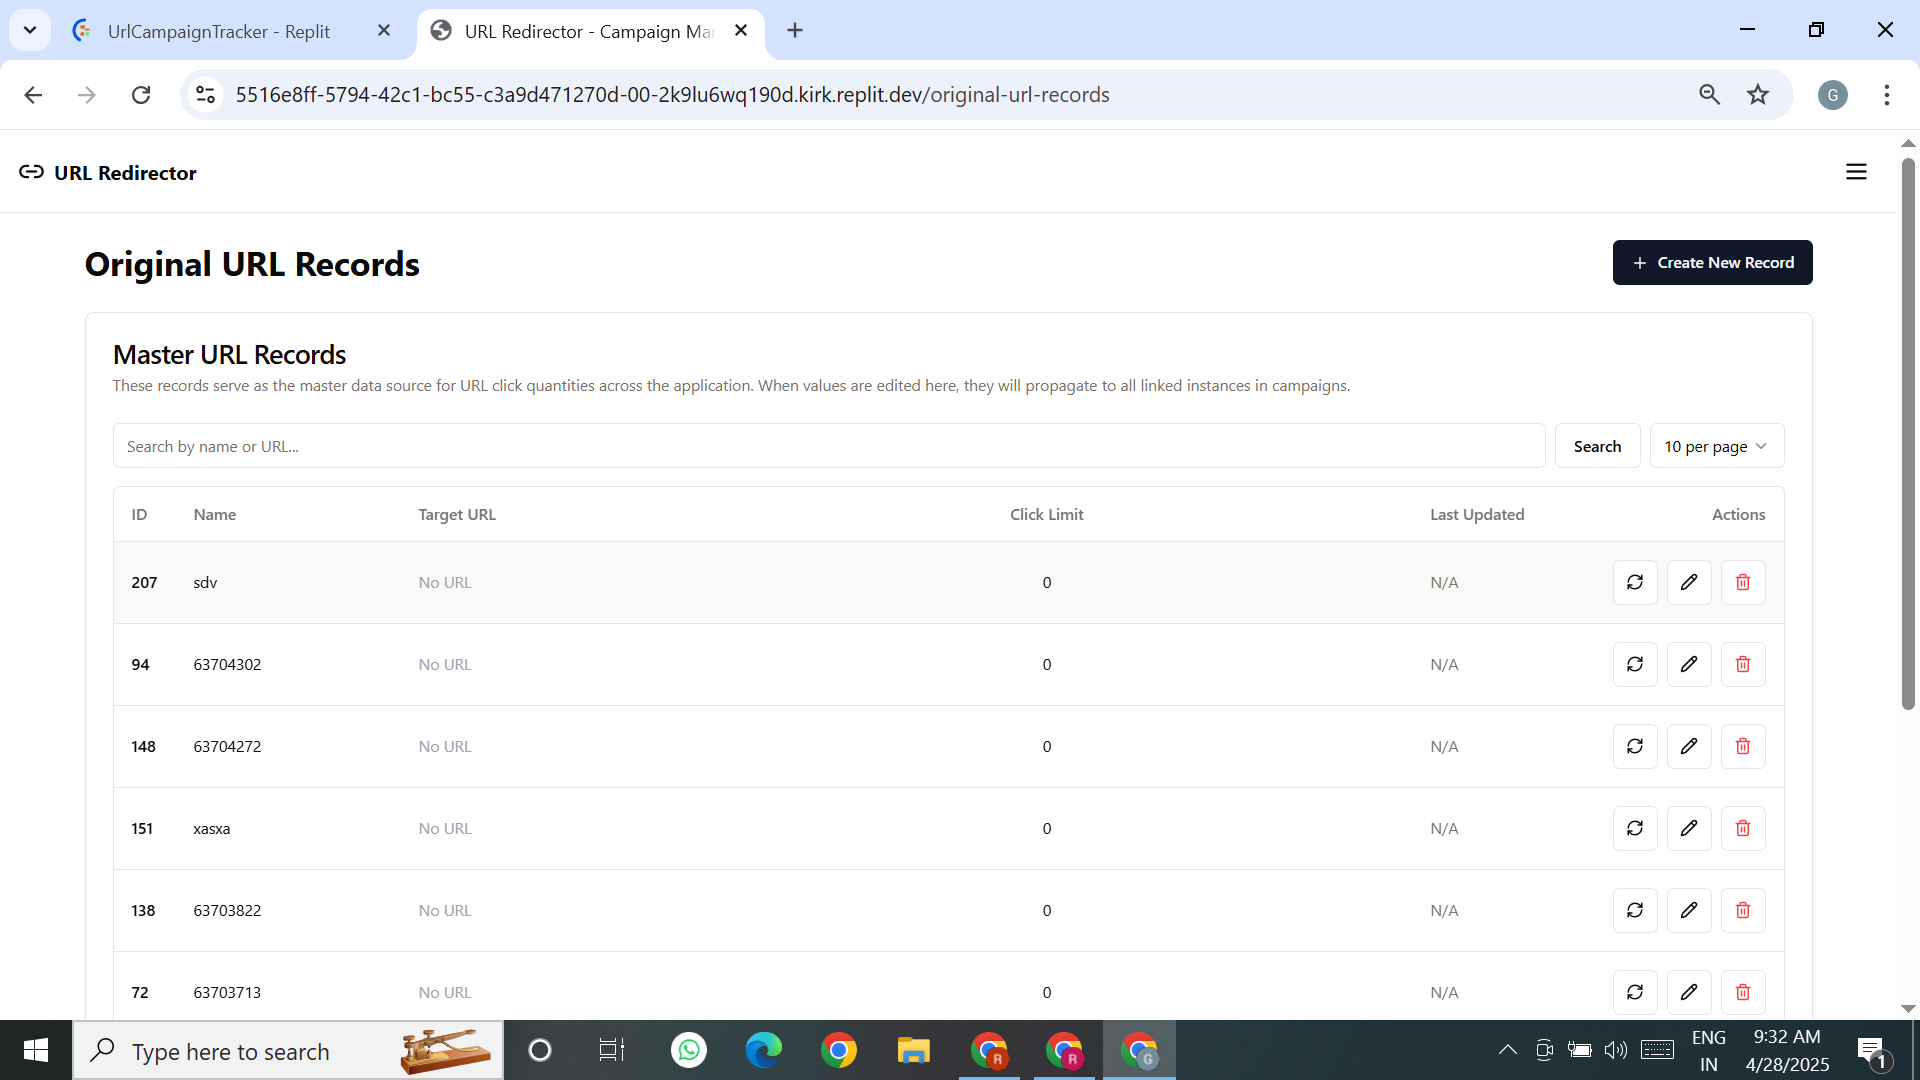 UrlCampaignTracker - Replit
URL Redirector - Campaign Ma
5516e8ff-5794-42c1-bc55-c3a9d471270d-00-2k9lu6wq190d.kirk.replit.dev/original-url-records
G
URL Redirector
Original URL Records
Create New Record
Master URL Records
These records serve as the master data source for URL click quantities across the application. When values are edited here, they will propagate to all linked instances in campaigns.
Search by name or URL... Search 10 per page
ID Name Target URL Click Limit Last Updated Actions
207 sdv No URL 0 N/A
94 63704302 No URL 0 N/A
148 63704272 No URL 0 N/A
151 xasxa No URL 0 N/A
138 63703822 No URL 0 N/A
72 63703713 No URL 0 N/A
Type here to search
R
R
G
ENG
IN
9:32 AM
4/28/2025
1